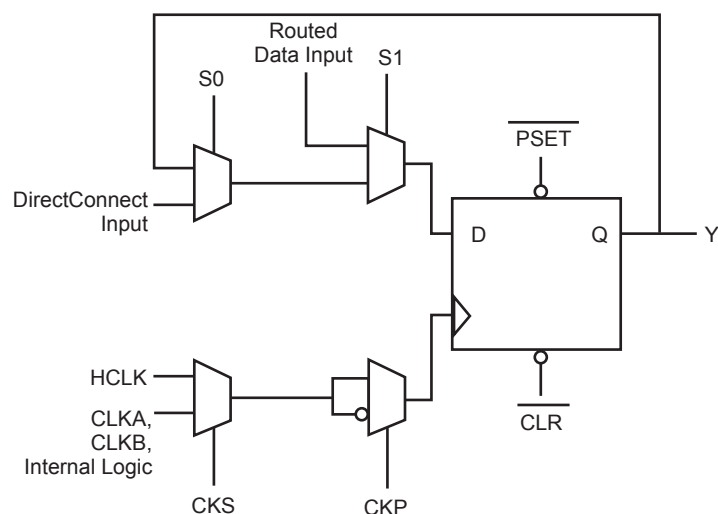 Routed
Data Input
S1
S0
PSET
DirectConnect
Input
D
Q
Y
HCLK
CLKA,
CLKB,
Internal Logic
CLR
CKS
CKP